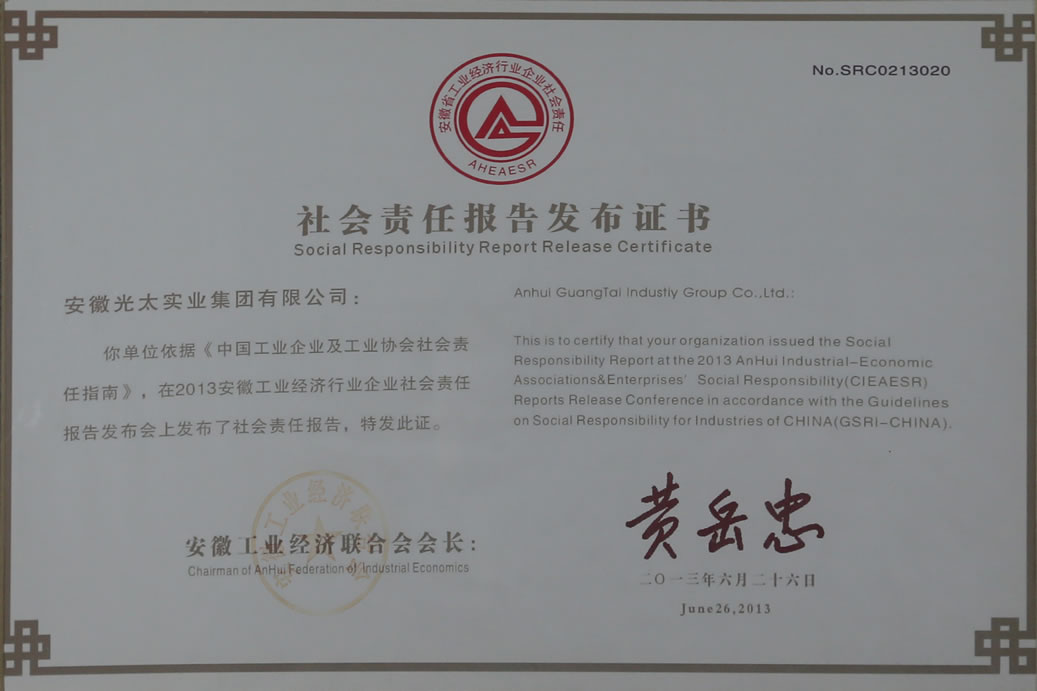 No.SRC0213020
安徽省工业经济行业企业社会责任
AHEAESR
社会责任报告发布证书
Social Responsibility Report Release Certificate
安徽光太实业集团有限公司：
你单位依据《中国工业企业及工业协会社会责
任指南》，在2013安徽工业经济行业企业社会责任
报告发布会上发布了社会责任报告，特发此证。
Anhui GuangTai Industiy Group Co.,Ltd.:
This is to certify that your organization issued the Social
Responsibility Report at the 2013 AnHui Industrial-Economic
Associations&Enterprises' Social Responsibility(CIEAESR)
Reports Release Conference in accordance with the Guidelines
on Social Responsibility for Industries of CHINA(GSRI-CHINA).
安徽工业经济联合会会长：
Chairman of AnHui Federation of Industrial Economics
安徽工业经济联合会
黄岳忠
二〇一三年六月二十六日
June26,2013